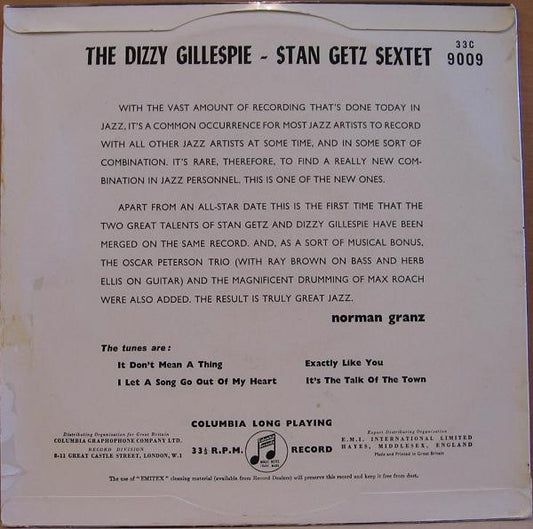 THE DIZZY GILLESPIE - STAN GETZ SEXTET
33C
9009
WITH THE VAST AMOUNT OF RECORDING THAT'S DONE TODAY IN
JAZZ, IT'S A COMMON OCCURRENCE FOR MOST JAZZ ARTISTS TO RECORD
WITH ALL OTHER JAZZ ARTISTS AT SOME TIME, AND IN SOME SORT OF
COMBINATION. IT'S RARE, THEREFORE, TO FIND A REALLY NEW COM-
BINATION IN JAZZ PERSONNEL. THIS IS ONE OF THE NEW ONES.
APART FROM AN ALL-STAR DATE THIS IS THE FIRST TIME THAT THE
TWO GREAT TALENTS OF STAN GETZ AND DIZZY GILLESPIE HAVE BEEN
MERGED ON THE SAME RECORD. AND, AS A SORT OF MUSICAL BONUS,
THE OSCAR PETERSON TRIO (WITH RAY BROWN ON BASS AND HERB
ELLIS ON GUITAR) AND THE MAGNIFICENT DRUMMING OF MAX ROACH
WERE ALSO ADDED. THE RESULT IS TRULY GREAT JAZZ.
norman granz
The tunes are:
It Don't Mean A Thing
Exactly Like You
I Let A Song Go Out Of My Heart
It's The Talk Of The Town
COLUMBIA LONG PLAYING
33⅓ R.P.M. RECORD
Distributing Organisation for Great Britain
COLUMBIA GRAPHOPHONE COMPANY LTD.
RECORD DIVISION
8-11 GREAT CASTLE STREET, LONDON, W.1
Export Distributing Organisation
E.M.I. INTERNATIONAL LIMITED
HAYES, MIDDLESEX, ENGLAND
Made and Printed in Great Britain
The use of "EMITEX" cleaning material (available from Record Dealers) will preserve this record and keep it free from dust.